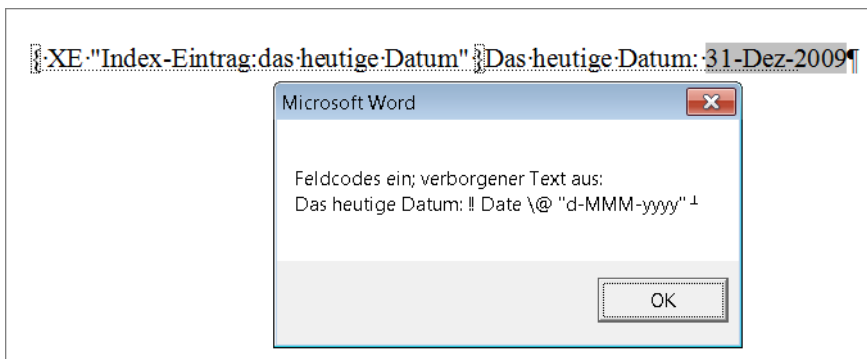 {·XE·"Index-Eintrag:das·heutige·Datum"·}Das·heutige·Datum:·31-Dez-2009¶
Microsoft Word
Feldcodes ein; verborgener Text aus:
Das heutige Datum: ‼ Date \@ "d-MMM-yyyy" ┴
OK